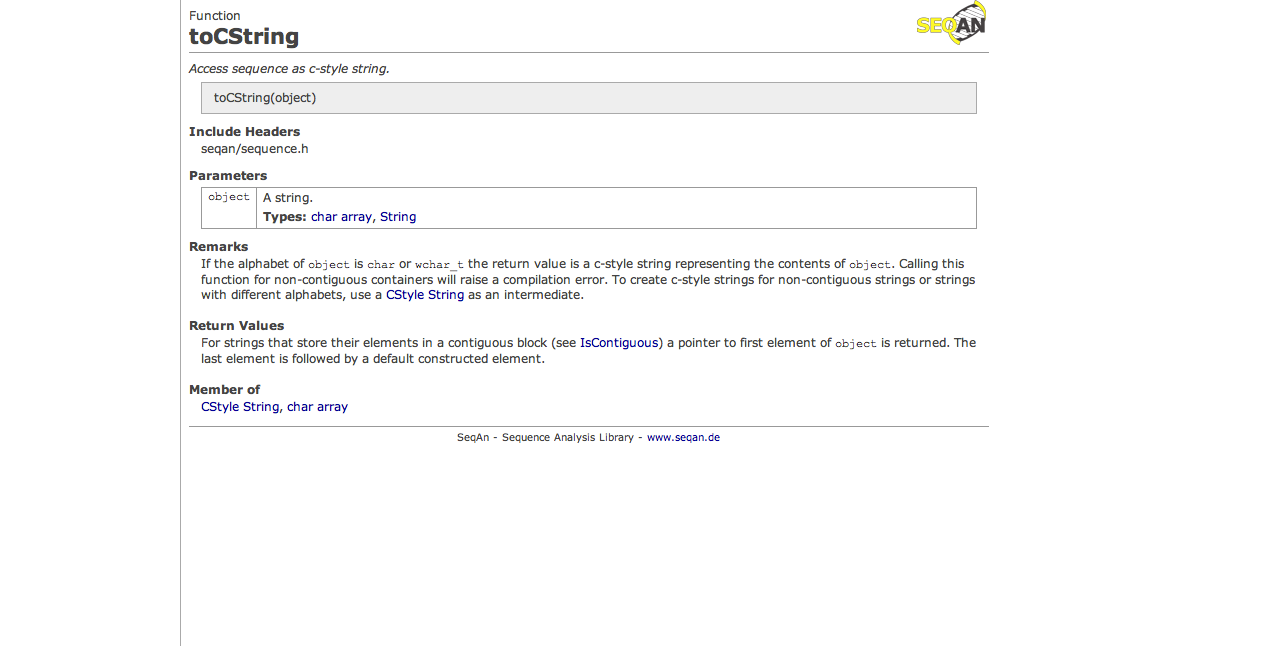 Function
SEQAN
toCString
Access sequence as c-style string.
toCString(object)
Include Headers
seqan/sequence.h
Parameters
object A string.
Types: char array, String
Remarks
If the alphabet of object is char or wchar_t the return value is a c-style string representing the contents of object. Calling this
function for non-contiguous containers will raise a compilation error. To create c-style strings for non-contiguous strings or strings
with different alphabets, use a CStyle String as an intermediate.
Return Values
For strings that store their elements in a contiguous block (see IsContiguous) a pointer to first element of object is returned. The
last element is followed by a default constructed element.
Member of
CStyle String, char array
SeqAn - Sequence Analysis Library - www.seqan.de